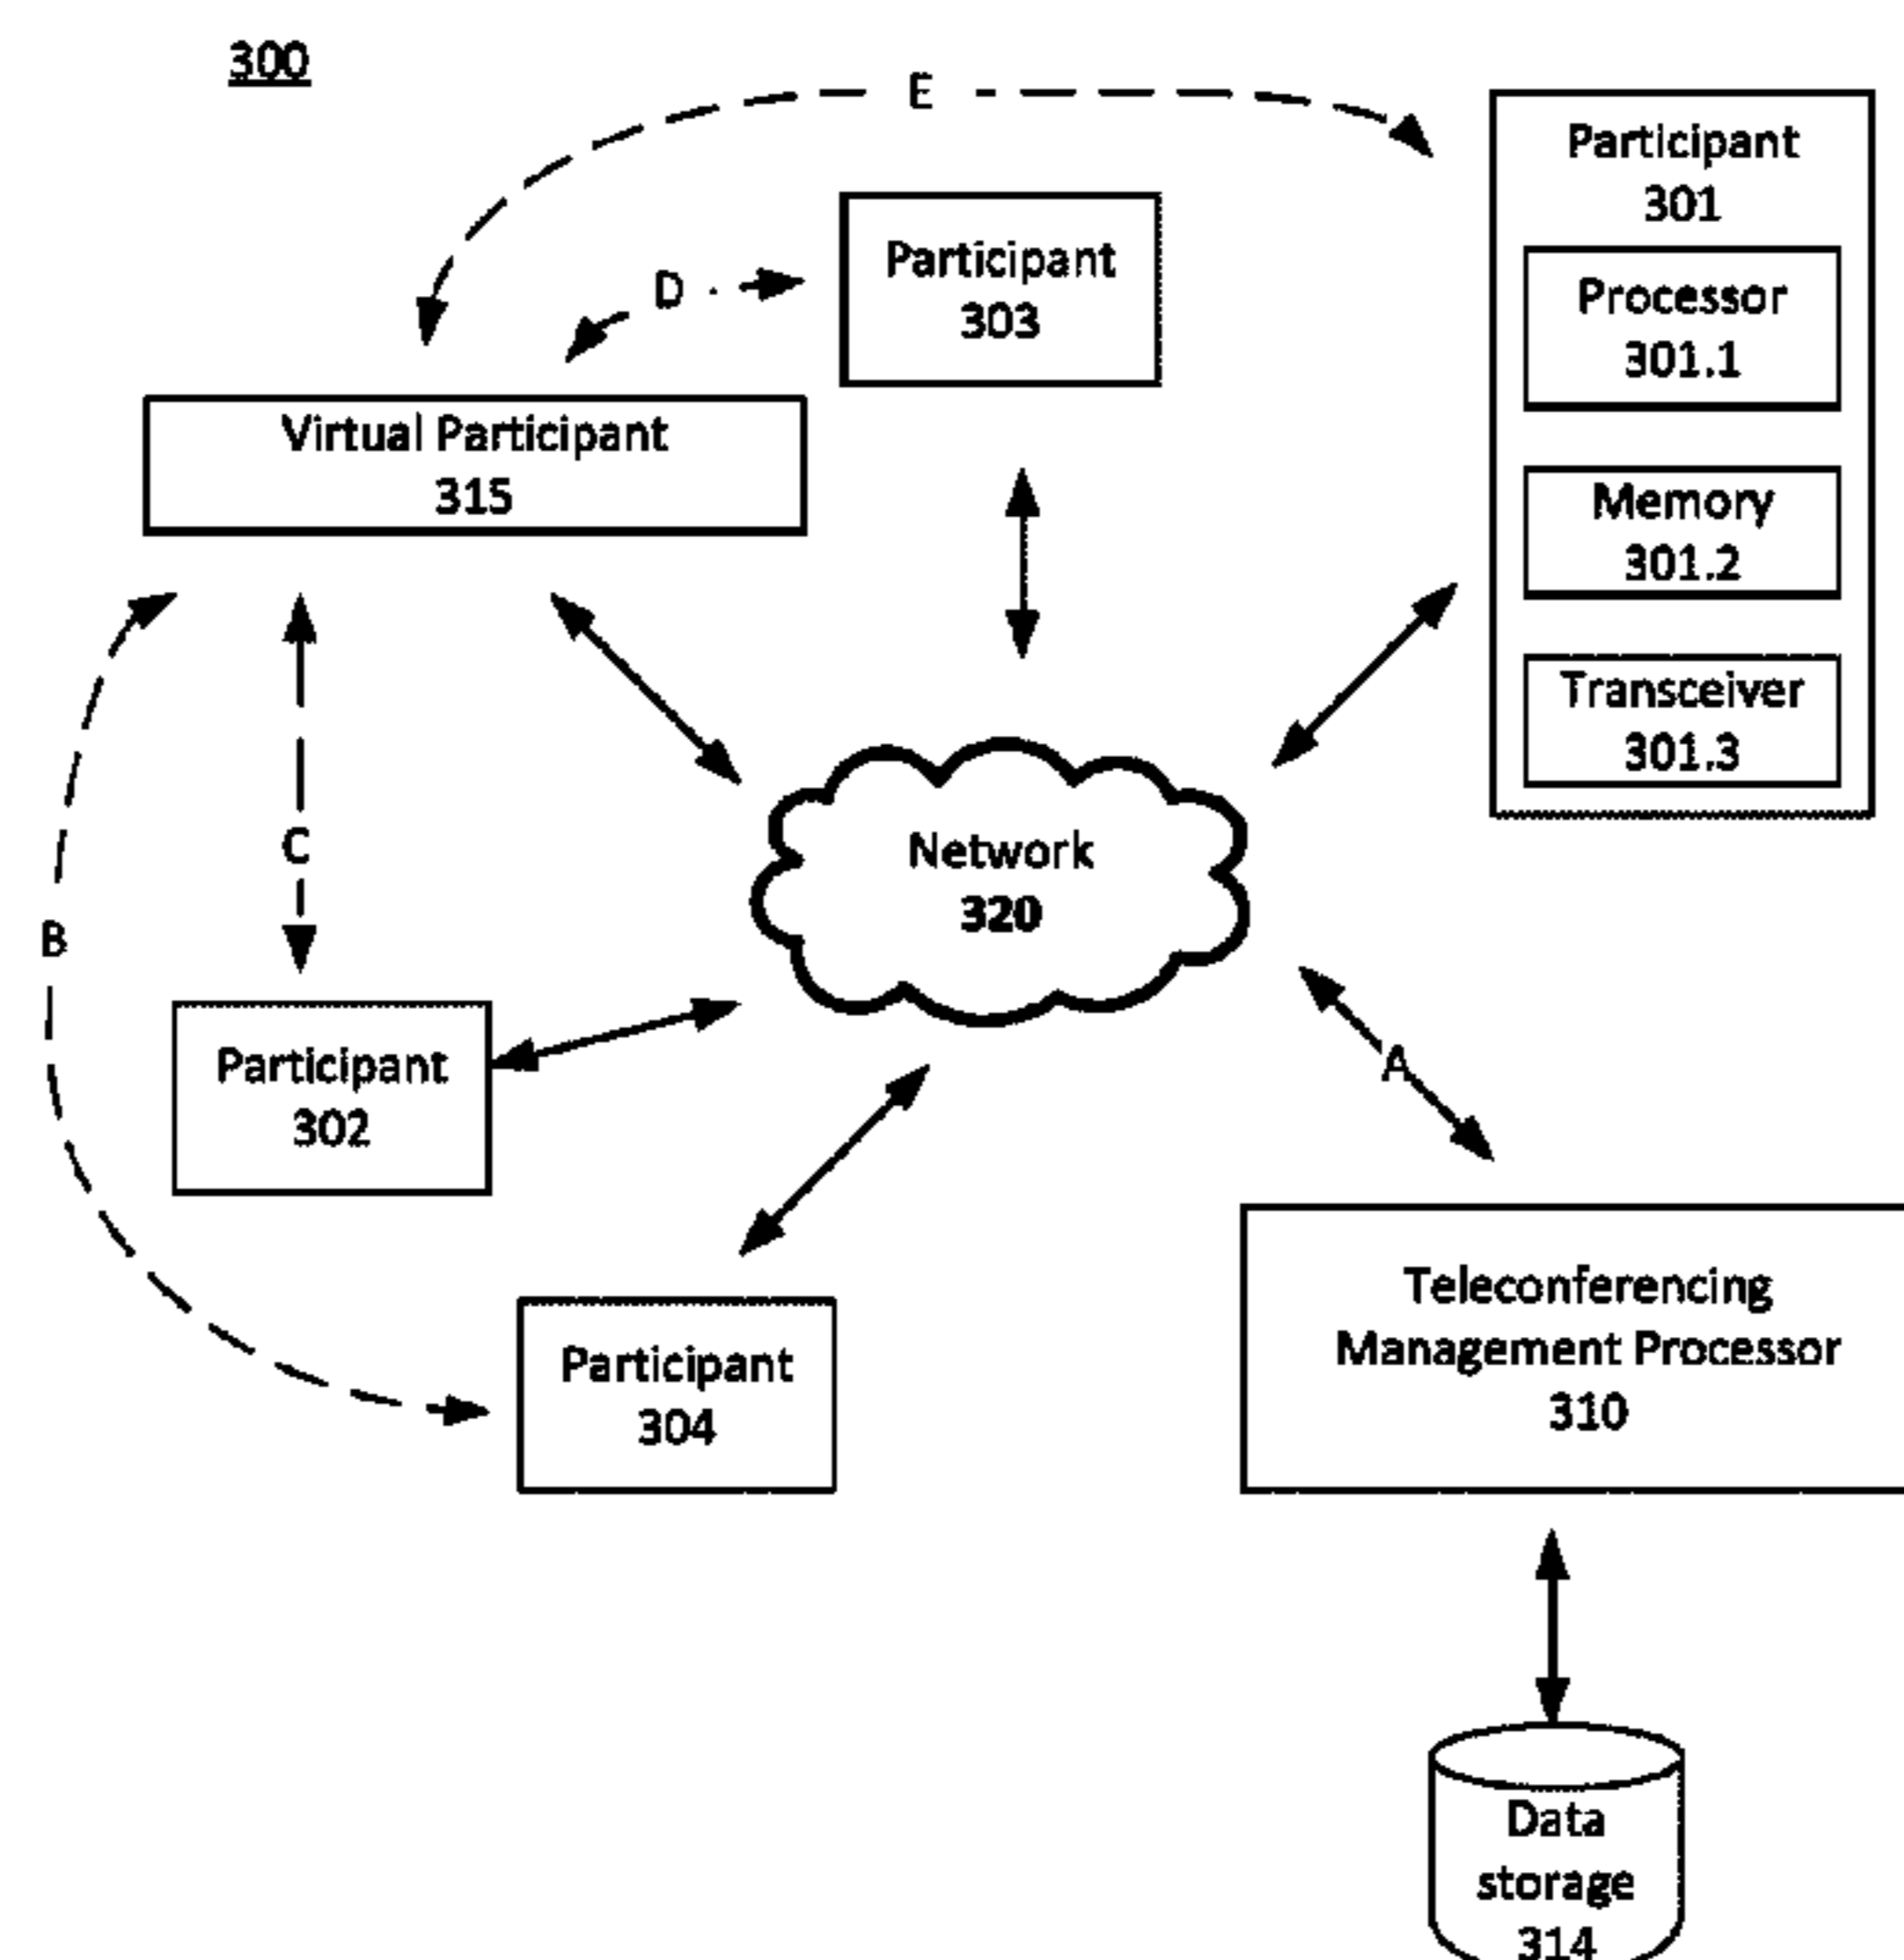 300
E
Participant
301
Processor
301.1
Memory
301.2
Transceiver
301.3
D
Participant
303
Virtual Participant
315
C
B
Network
320
A
Participant
302
Participant
304
Teleconferencing
Management Processor
310
Data
storage
314